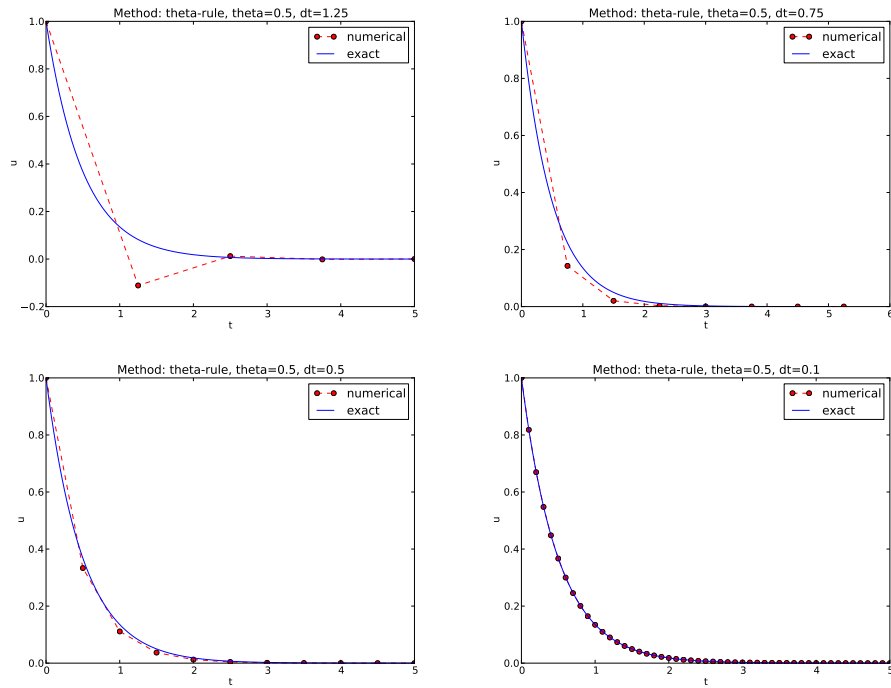 Method: theta-rule, theta=0.5, dt=1.25
1.0
0.8
0.6
0.4
0.2
0.0
−0.2
u
numerical
exact
0 1 2 3 4 5
t
Method: theta-rule, theta=0.5, dt=0.75
1.0
0.8
0.6
0.4
0.2
0.0
u
numerical
exact
0 1 2 3 4 5 6
t
Method: theta-rule, theta=0.5, dt=0.5
1.0
0.8
0.6
0.4
0.2
0.0
u
numerical
exact
0 1 2 3 4 5
t
Method: theta-rule, theta=0.5, dt=0.1
1.0
0.8
0.6
0.4
0.2
0.0
u
numerical
exact
0 1 2 3 4 5
t